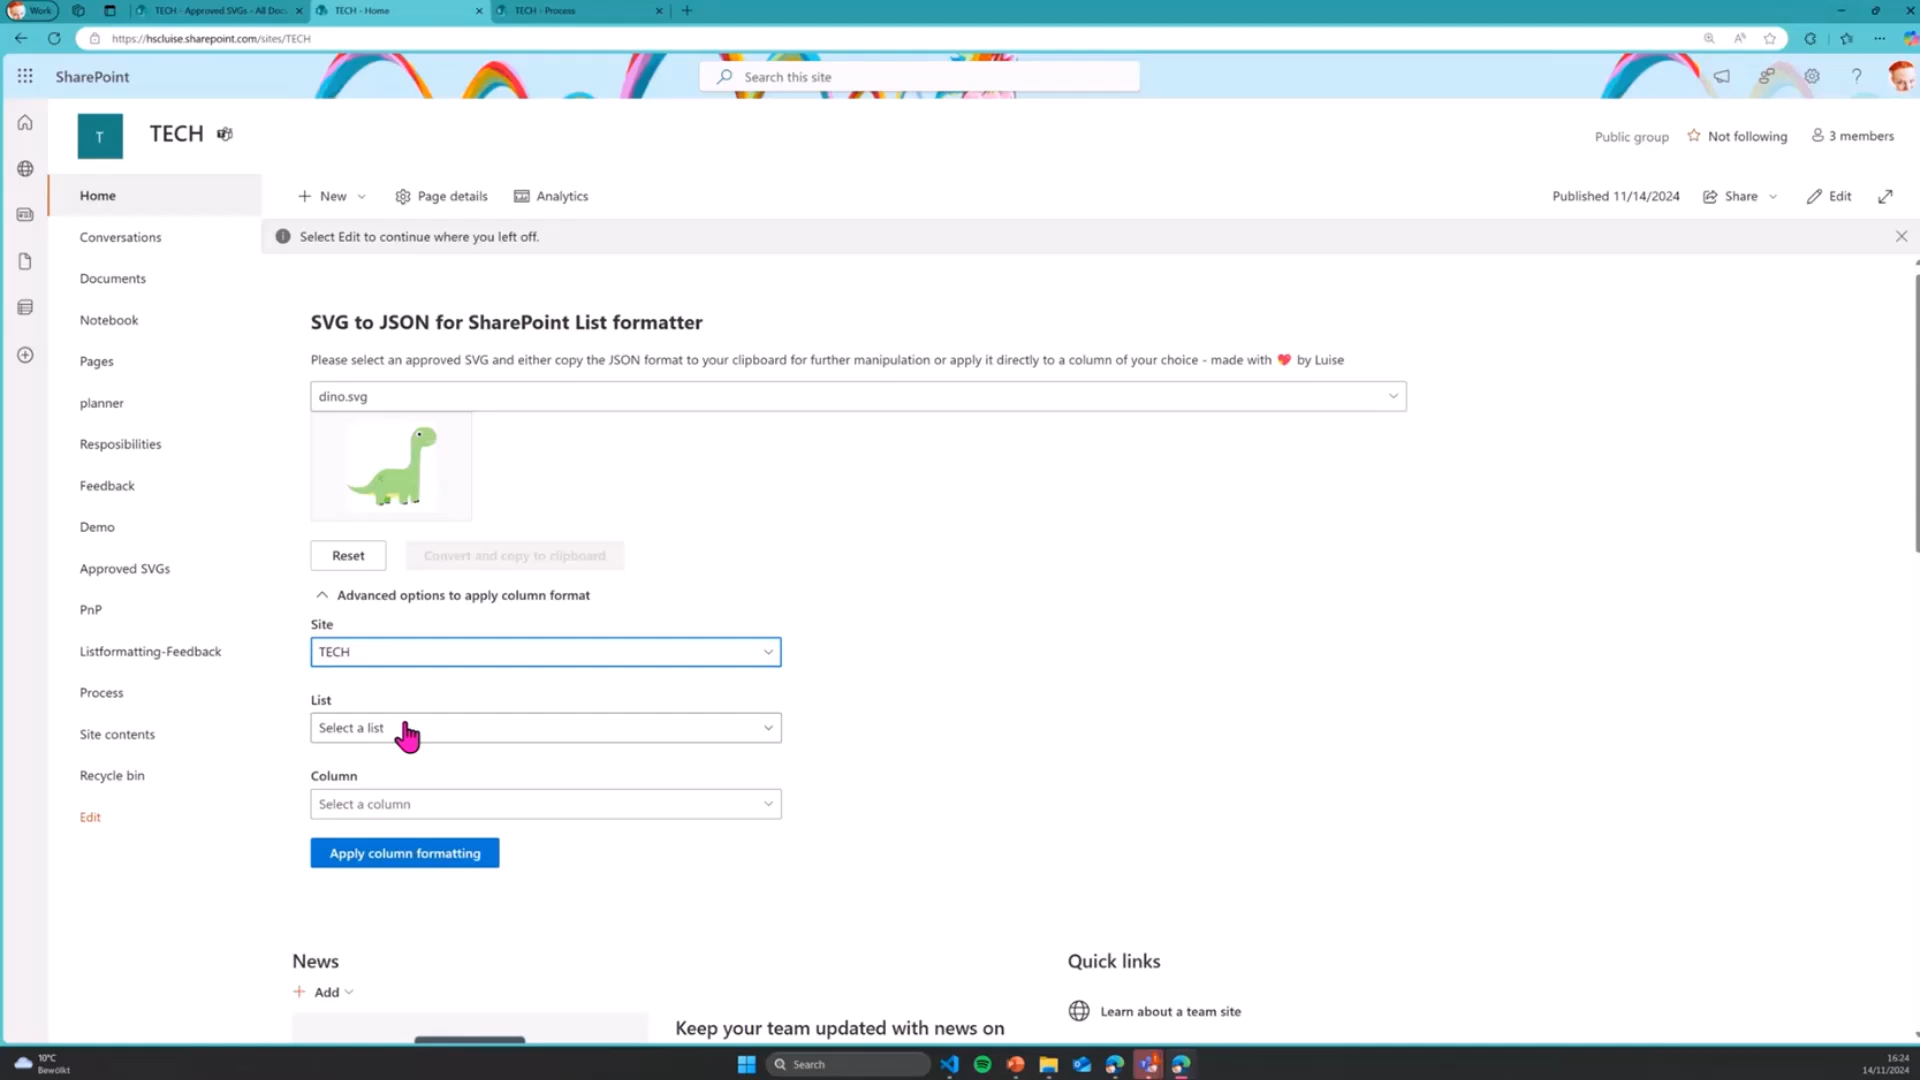 Work
TECH - Approved SVGs - All Doc
TECH - Home
TECH - Process
https://hscluise.sharepoint.com/sites/TECH
SharePoint
Search this site
T
TECH
Public group
Not following
3 members
Home
Conversations
Documents
Notebook
Pages
planner
Resposibilities
Feedback
Demo
Approved SVGs
PnP
Listformatting-Feedback
Process
Site contents
Recycle bin
Edit
New
Page details
Analytics
Published 11/14/2024
Share
Edit
Select Edit to continue where you left off.
SVG to JSON for SharePoint List formatter
Please select an approved SVG and either copy the JSON format to your clipboard for further manipulation or apply it directly to a column of your choice - made with ❤ by Luise
dino.svg
Reset
Convert and copy to clipboard
Advanced options to apply column format
Site
TECH
List
Select a list
Column
Select a column
Apply column formatting
News
Add
Keep your team updated with news on
Quick links
Learn about a team site
10°C
Bewölkt
Search
16:24
14/11/2024